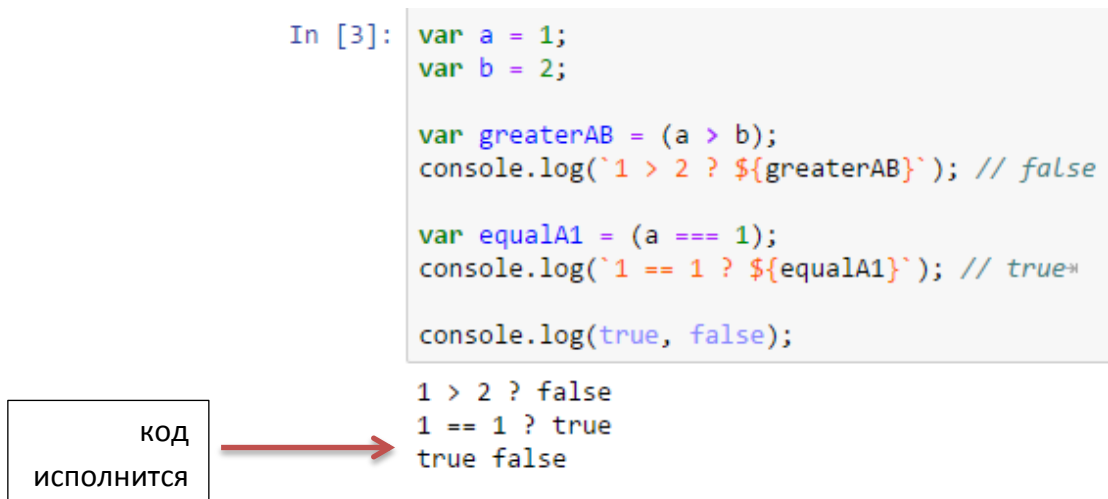 In [3]: var a = 1;
var b = 2;
var greaterAB = (a > b);
console.log(`1 > 2 ? ${greaterAB}`); // false
var equalA1 = (a === 1);
console.log(`1 == 1 ? ${equalA1}`); // true
console.log(true, false);
1 > 2 ? false
1 == 1 ? true
true false
код
исполнится